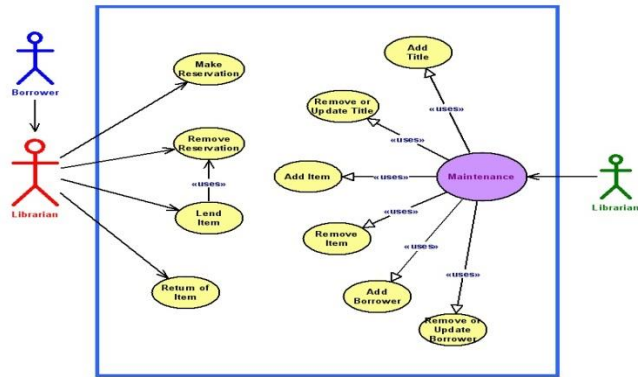 Borrower
Librarian
Make
Reservation
Remove
Reservation
«uses»
Lend
Item
Return of
Item
Add
Title
«uses»
Remove or
Update Title
«uses»
Add Item
«uses»
Maintenance
Remove
Item
«uses»
«uses»
Add
Borrower
«uses»
Remove or
Update
Borrower
Librarian